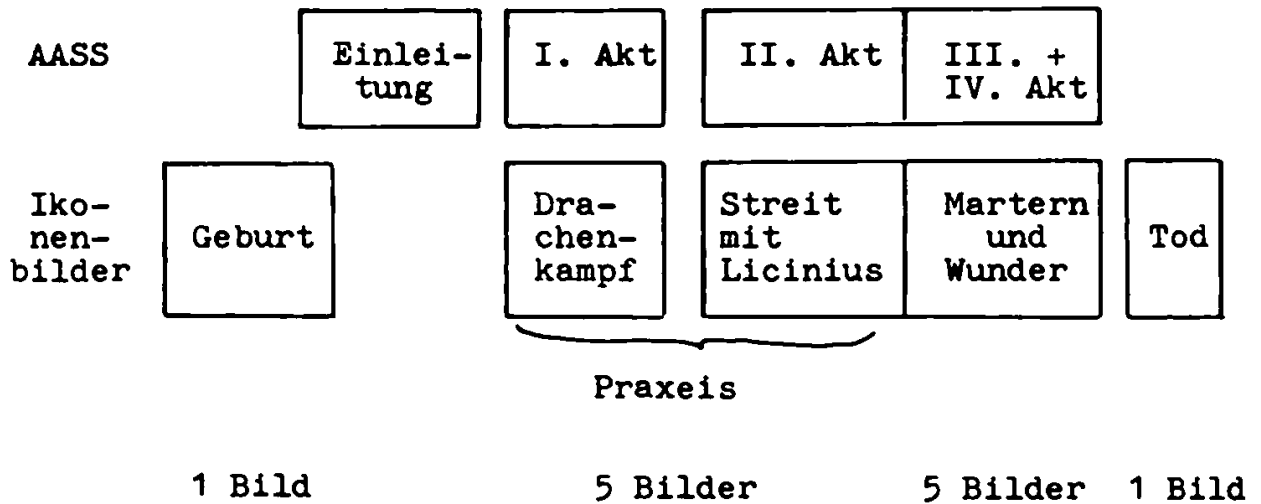 AASS
Einlei-
tung
I. Akt
II. Akt
III. +
IV. Akt
Iko-
nen-
bilder
Geburt
Dra-
chen-
kampf
Streit
mit
Licinius
Martern
und
Wunder
Tod
Praxeis
1 Bild
5 Bilder
5 Bilder
1 Bild